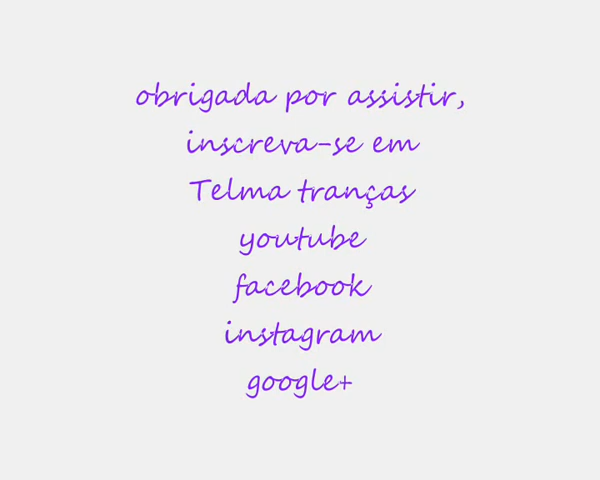 obrigada por assistir,
inscreva-se em
Telma tranças
youtube
facebook
instagram
google+